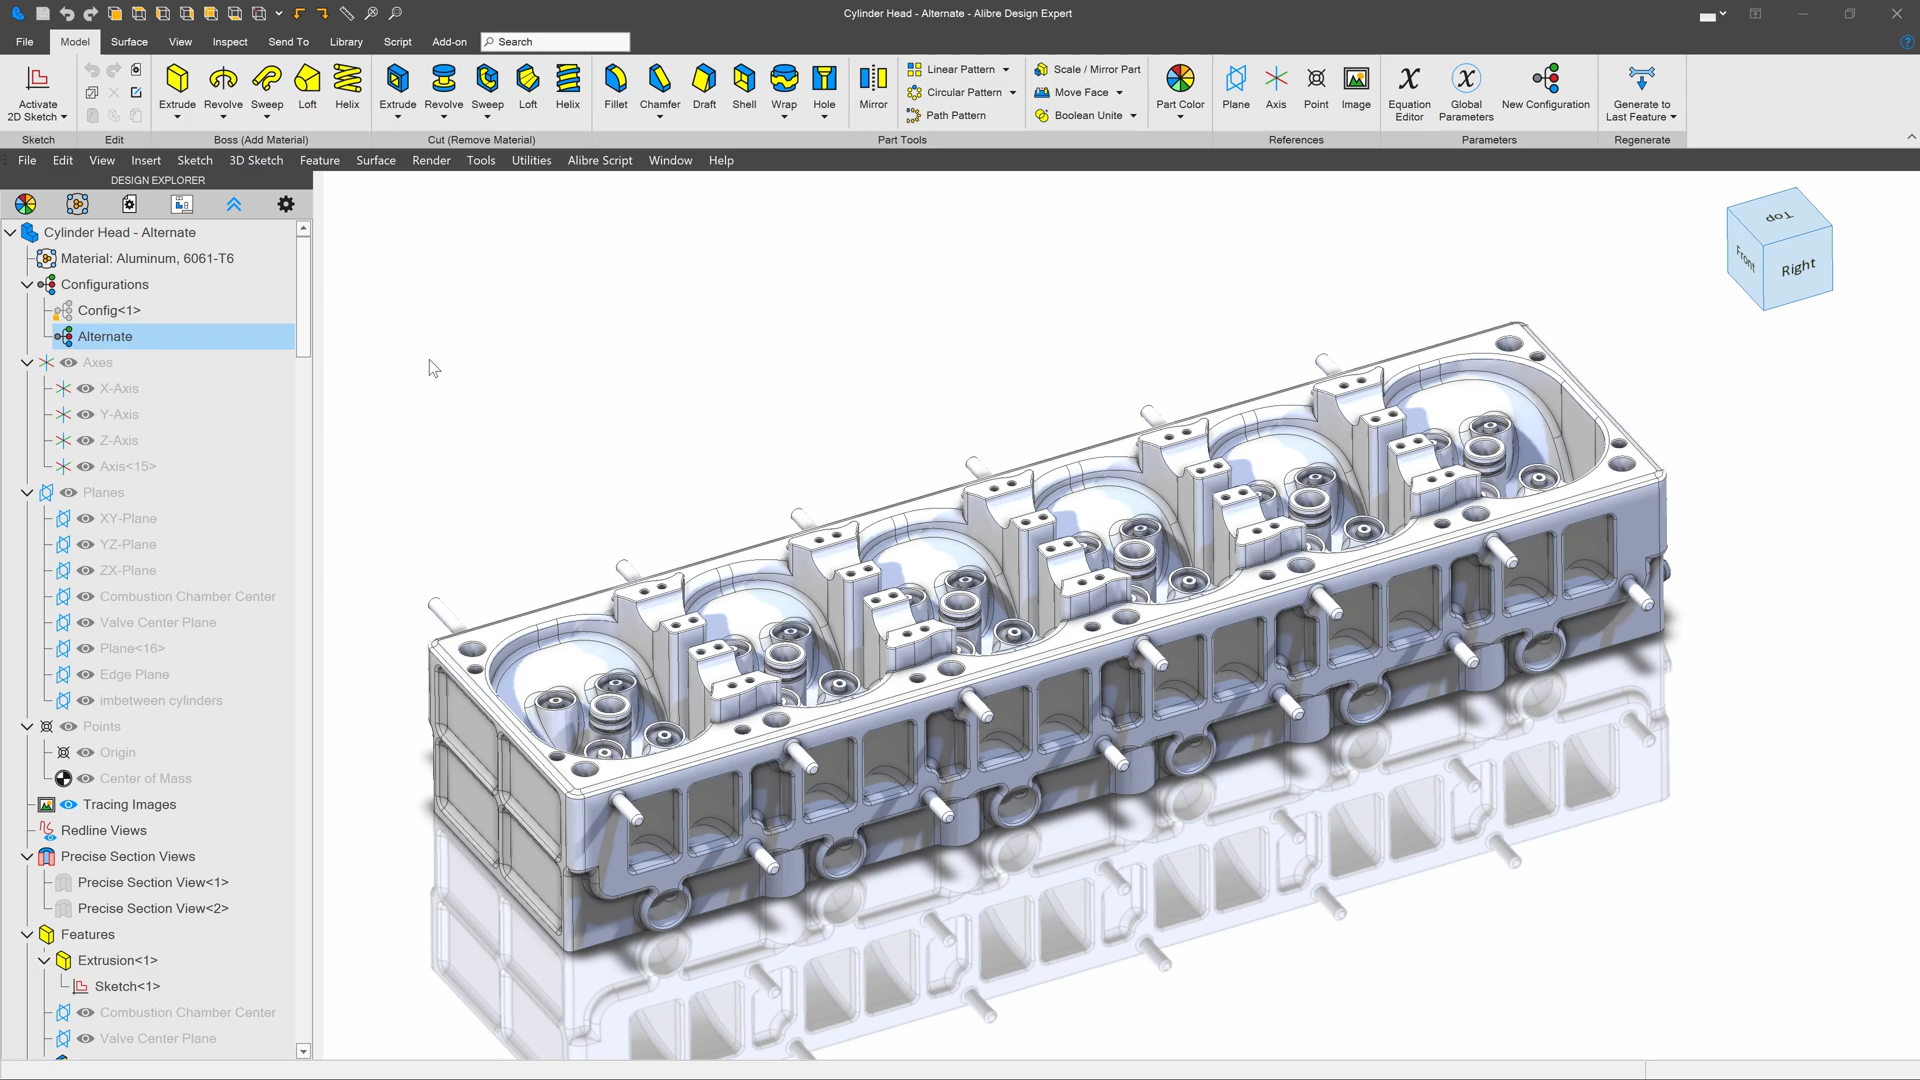 Cylinder Head - Alternate - Alibre Design Expert
File Model Surface View Inspect Send To Library Script Add-on Search
Activate 2D Sketch
Extrude Revolve Sweep Loft Helix
Extrude Revolve Sweep Loft Helix
Fillet Chamfer Draft Shell Wrap Hole
Mirror
Linear Pattern
Circular Pattern
Path Pattern
Scale / Mirror Part
Move Face
Boolean Unite
Part Color
Plane Axis Point Image
Equation Editor
Global Parameters
New Configuration
Generate to Last Feature
Sketch Edit Boss (Add Material) Cut (Remove Material) Part Tools References Parameters Regenerate
File Edit View Insert Sketch 3D Sketch Feature Surface Render Tools Utilities Alibre Script Window Help
DESIGN EXPLORER
Cylinder Head - Alternate
Material: Aluminum, 6061-T6
Configurations
Config<1>
Alternate
Axes
X-Axis
Y-Axis
Z-Axis
Axis<15>
Planes
XY-Plane
YZ-Plane
ZX-Plane
Combustion Chamber Center
Valve Center Plane
Plane<16>
Edge Plane
imbetween cylinders
Points
Origin
Center of Mass
Tracing Images
Redline Views
Precise Section Views
Precise Section View<1>
Precise Section View<2>
Features
Extrusion<1>
Sketch<1>
Combustion Chamber Center
Valve Center Plane
Top
Front
Right